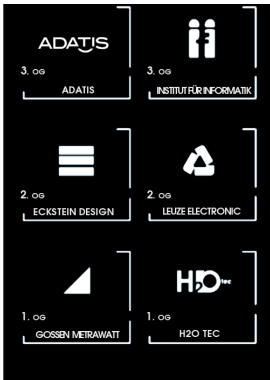 ADATIS
3. OG
ADATIS
3. OG
INSTITUT FÜR INFORMATIK
2. OG
ECKSTEIN DESIGN
2. OG
LEUZE ELECTRONIC
1. OG
GOSSEN METRAWATT
H2O tec
1. OG
H2O TEC